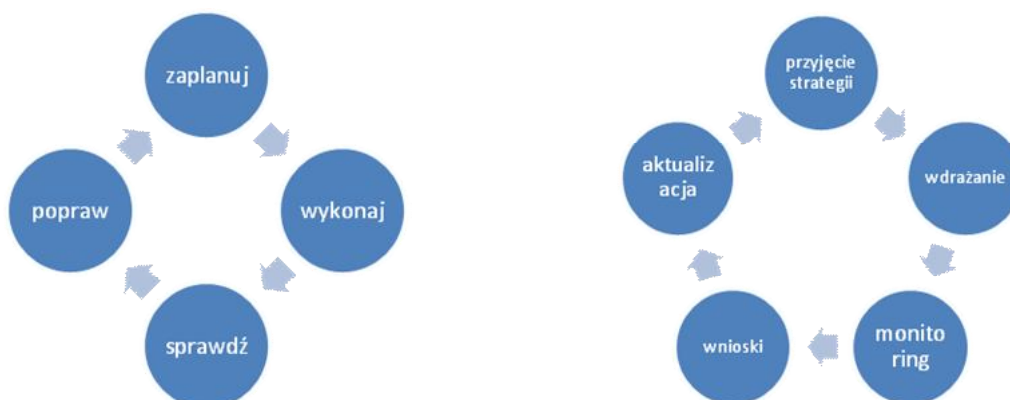 zaplanuj
wykonaj
sprawdź
popraw
przyjęcie
strategii
wdrażanie
monito
ring
wnioski
aktualiz
acja